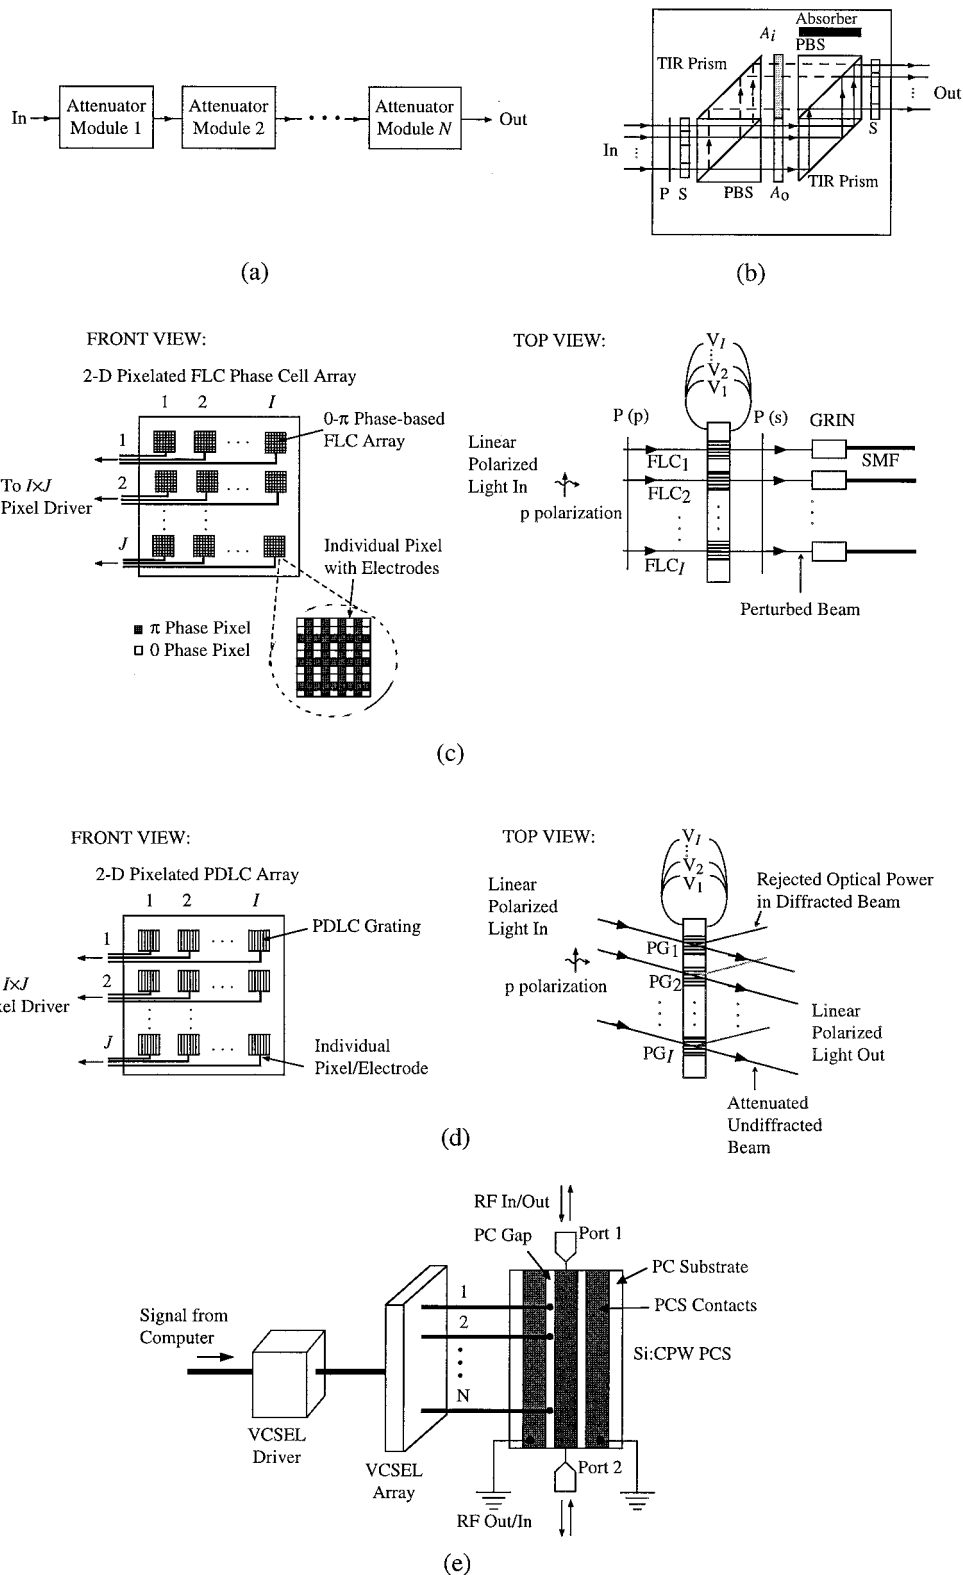 In
Attenuator
Module 1
Attenuator
Module 2
Attenuator
Module N
Out
(a)
Absorber
Ai
PBS
TIR Prism
Out
S
In
P S
PBS
Ao
TIR Prism
(b)
FRONT VIEW:
2-D Pixelated FLC Phase Cell Array
1 2 I
0-π Phase-based
FLC Array
1
To I×J
Pixel Driver
2
J
Individual Pixel
with Electrodes
π Phase Pixel
0 Phase Pixel
TOP VIEW:
VI
V2
V1
P (p)
P (s)
GRIN
Linear
Polarized
Light In
FLC1
SMF
FLC2
p polarization
FLCI
Perturbed Beam
(c)
FRONT VIEW:
2-D Pixelated PDLC Array
1 2 I
PDLC Grating
1
I×J
xel Driver
2
J
Individual
Pixel/Electrode
TOP VIEW:
VI
V2
V1
Rejected Optical Power
in Diffracted Beam
Linear
Polarized
Light In
PG1
p polarization
PG2
Linear
Polarized
Light Out
PGI
Attenuated
Undiffracted
Beam
(d)
RF In/Out
PC Gap
Port 1
PC Substrate
PCS Contacts
Si:CPW PCS
Signal from
Computer
1
2
N
VCSEL
Driver
VCSEL
Array
Port 2
RF Out/In
(e)